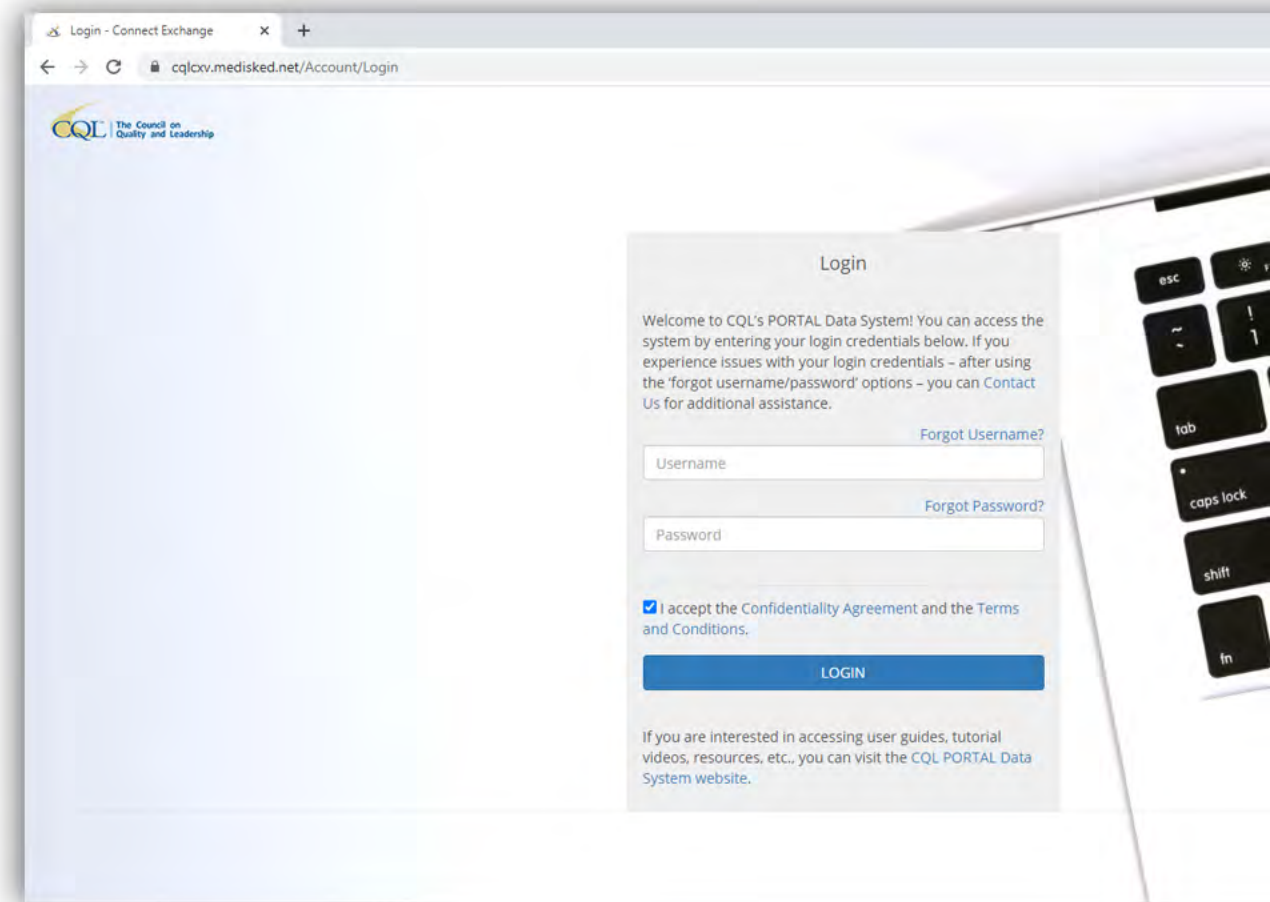 Login - Connect Exchange
cqlcxv.medisked.net/Account/Login
CQL The Council on
Quality and Leadership
Login
Welcome to CQL's PORTAL Data System! You can access the
system by entering your login credentials below. If you
experience issues with your login credentials – after using
the 'forgot username/password' options – you can Contact
Us for additional assistance.
Forgot Username?
Username
Forgot Password?
Password
I accept the Confidentiality Agreement and the Terms
and Conditions.
LOGIN
If you are interested in accessing user guides, tutorial
videos, resources, etc., you can visit the CQL PORTAL Data
System website.
esc
~
`
!
1
tab
caps lock
shift
fn